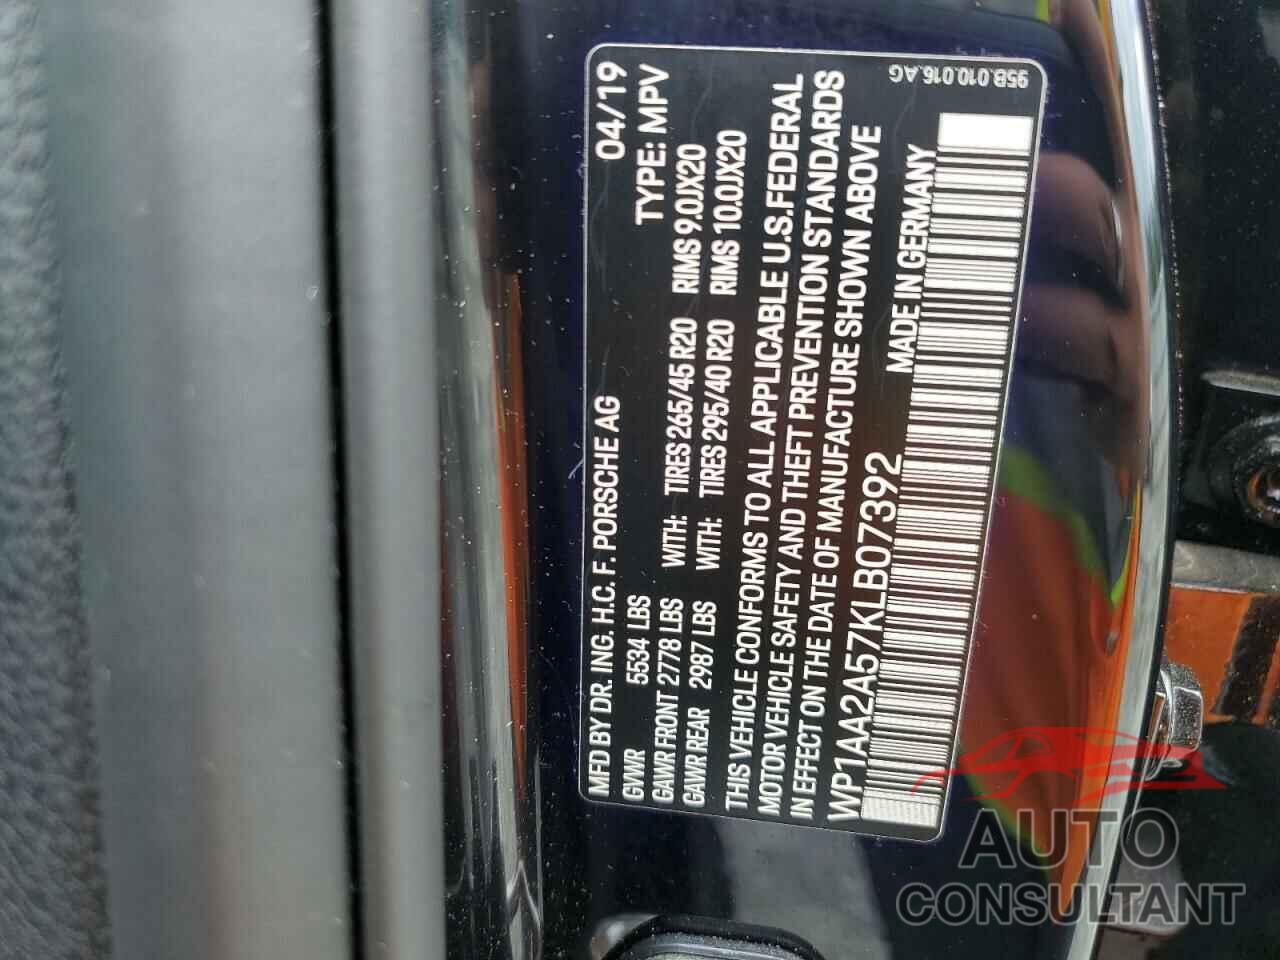 MFD BY DR. ING. H.C. F. PORSCHE AG 04/19
GVWR 5534 LBS TYPE: MPV
GAWR FRONT 2778 LBS WITH: TIRES 265/45 R20 RIMS 9.0JX20
GAWR REAR 2987 LBS WITH: TIRES 295/40 R20 RIMS 10.0JX20
THIS VEHICLE CONFORMS TO ALL APPLICABLE U.S.FEDERAL
MOTOR VEHICLE SAFETY AND THEFT PREVENTION STANDARDS
IN EFFECT ON THE DATE OF MANUFACTURE SHOWN ABOVE
WP1AA2A57KLB07392 MADE IN GERMANY
95B.010.016.AG
AUTO
CONSULTANT